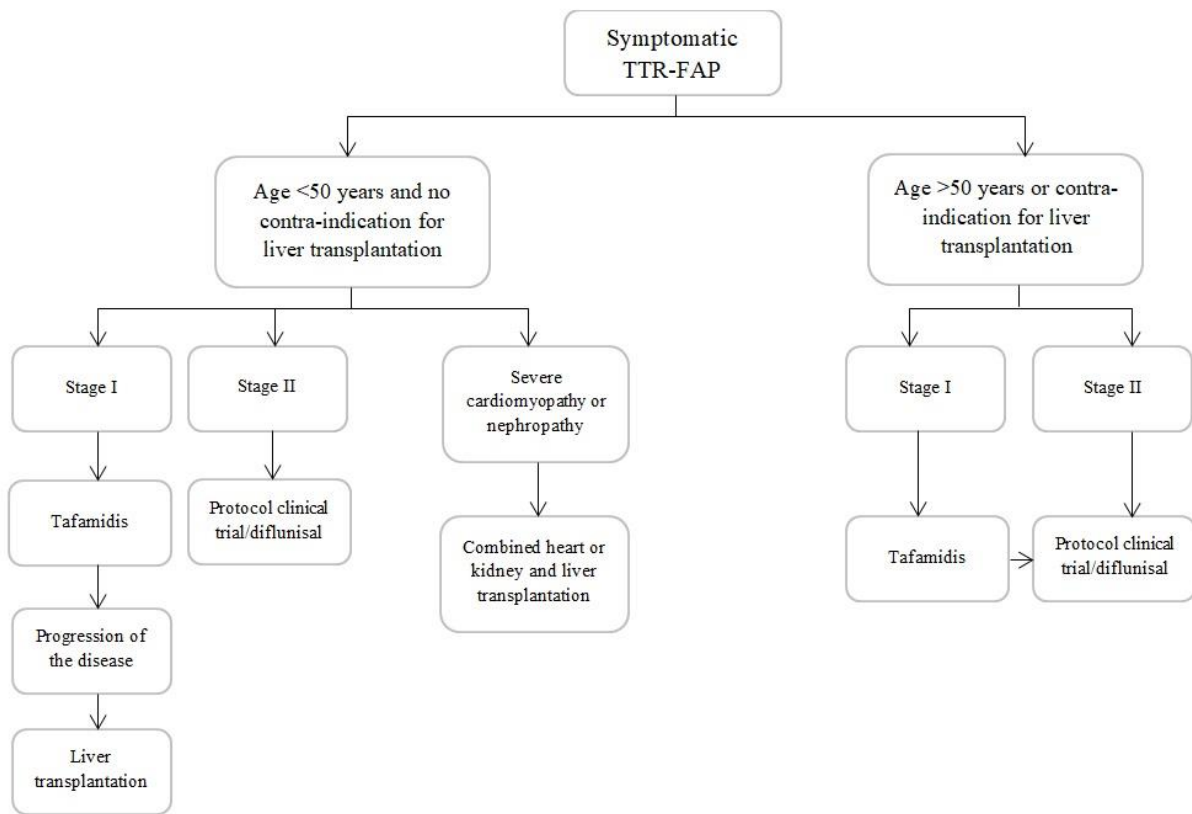 Symptomatic
TTR-FAP
Age <50 years and no
contra-indication for
liver transplantation
Age >50 years or contra-
indication for liver
transplantation
Stage I
Stage II
Severe
cardiomyopathy or
nephropathy
Stage I
Stage II
Tafamidis
Protocol clinical
trial/diflunisal
Combined heart or
kidney and liver
transplantation
Tafamidis
Protocol clinical
trial/diflunisal
Progression of
the disease
Liver
transplantation